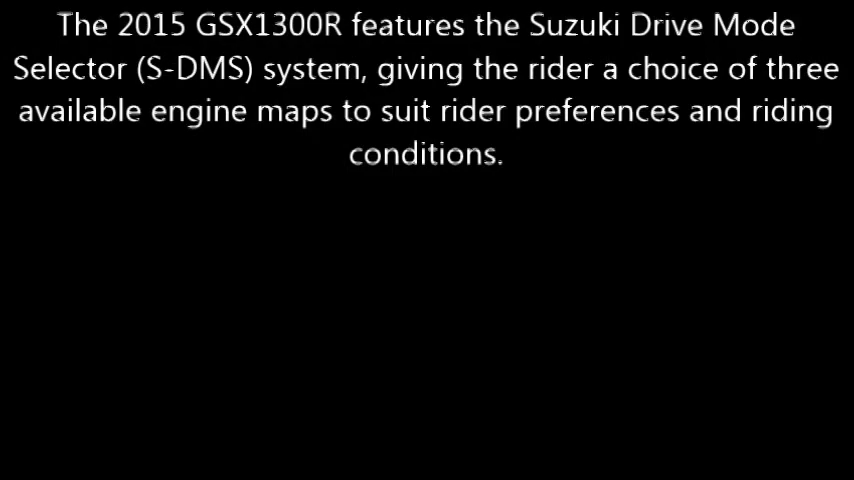 The 2015 GSX1300R features the Suzuki Drive Mode
Selector (S-DMS) system, giving the rider a choice of three
available engine maps to suit rider preferences and riding
conditions.